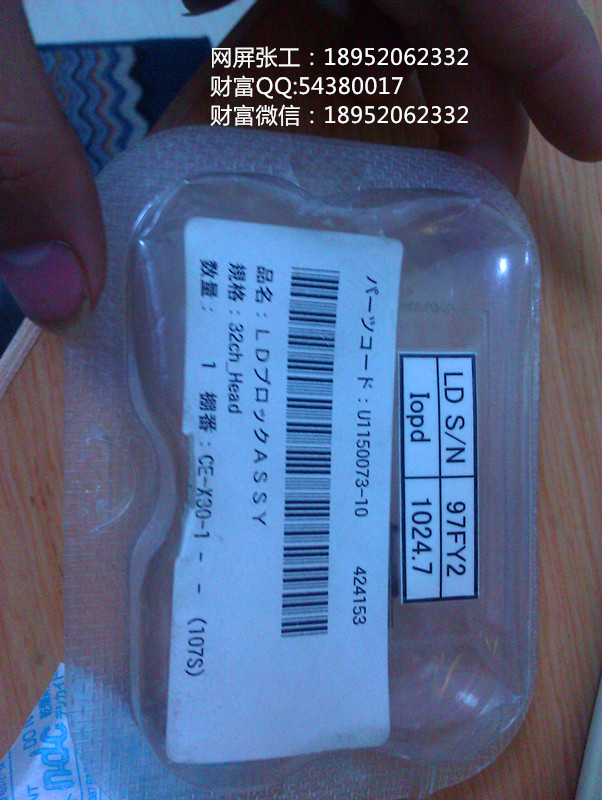 网屏张工：18952062332
财富QQ:54380017
财富微信：18952062332
パーツコード：U1150073-10 424153
品名：ＬＤブロックＡＳＳＹ
規格：32ch_Head
数量： 1 棚番：CE-X30-1 - - (107S)
LD S/N 97FY2
Iopd 1024.7